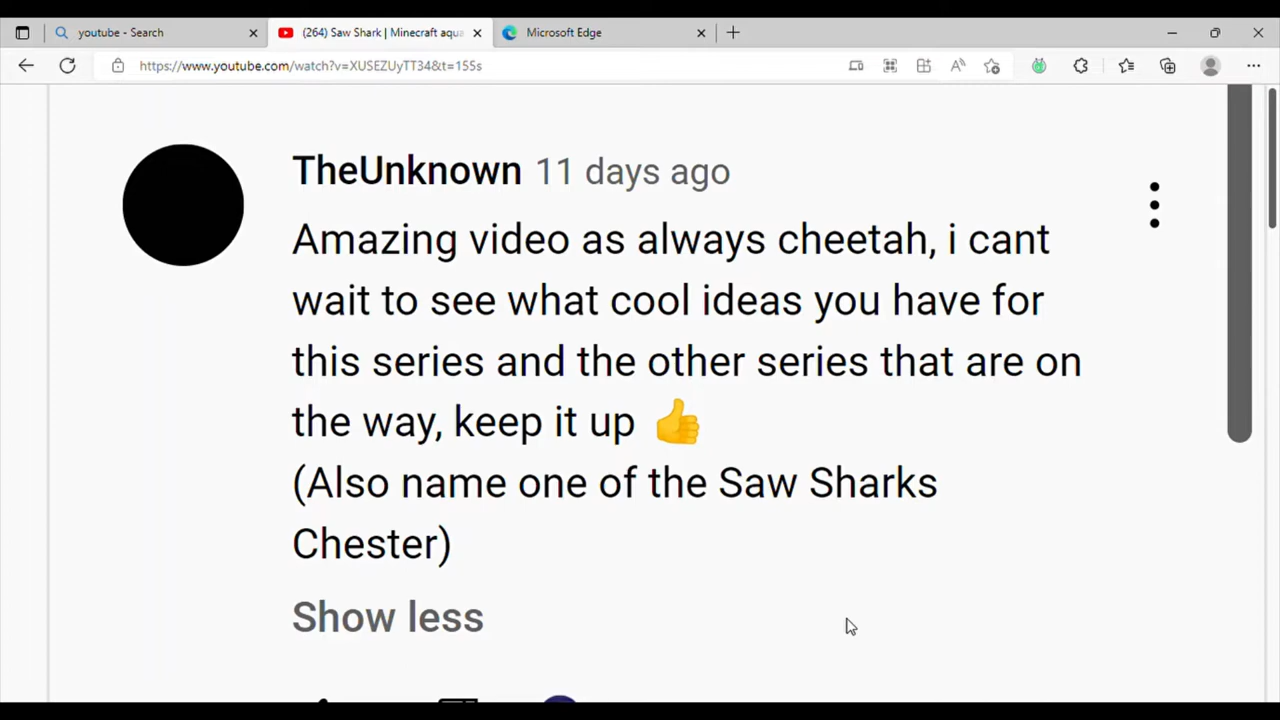 youtube - Search
(264) Saw Shark | Minecraft aqua
Microsoft Edge
https://www.youtube.com/watch?v=XUSEZUyTT34&t=155s
TheUnknown 11 days ago
Amazing video as always cheetah, i cant
wait to see what cool ideas you have for
this series and the other series that are on
the way, keep it up 👍
(Also name one of the Saw Sharks
Chester)
Show less